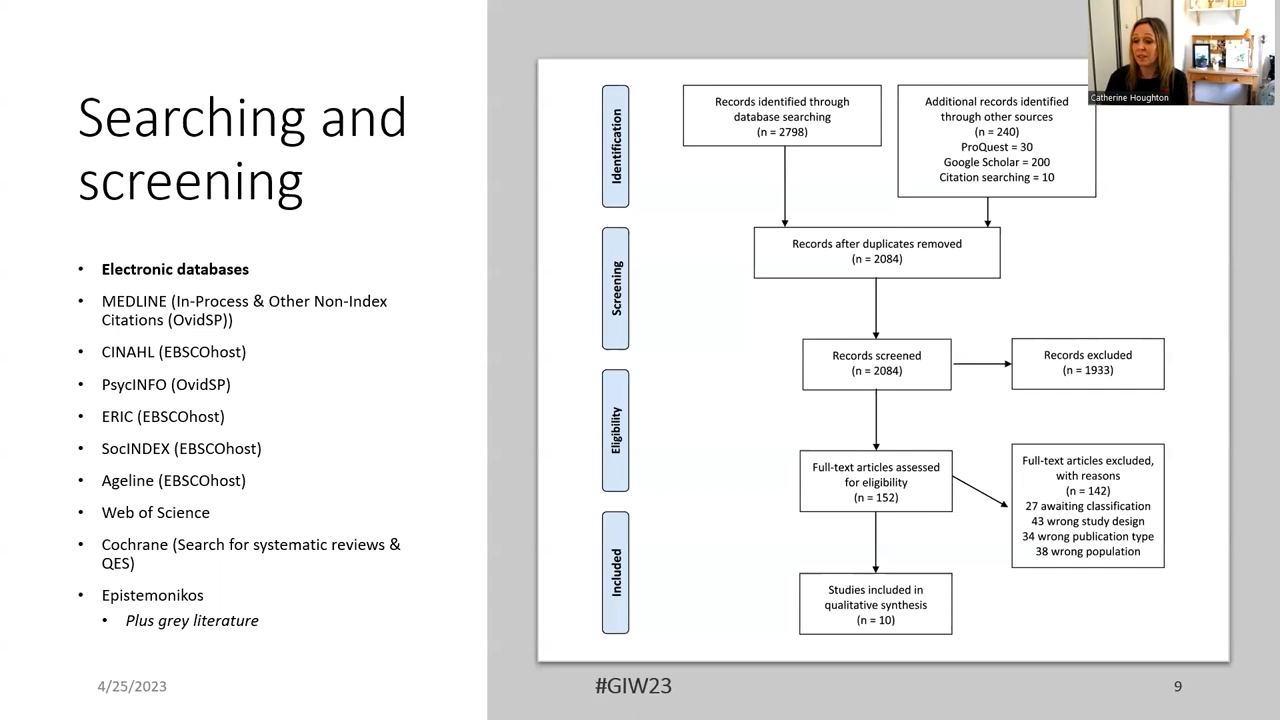 Searching and
screening
• Electronic databases
• MEDLINE (In-Process & Other Non-Index
Citations (OvidSP))
• CINAHL (EBSCOhost)
• PsycINFO (OvidSP)
• ERIC (EBSCOhost)
• SocINDEX (EBSCOhost)
• Ageline (EBSCOhost)
• Web of Science
• Cochrane (Search for systematic reviews &
QES)
• Epistemonikos
• Plus grey literature
4/25/2023
Identification
Records identified through
database searching
(n = 2798)
Additional records identified
through other sources
(n = 240)
ProQuest = 30
Google Scholar = 200
Citation searching = 10
Screening
Records after duplicates removed
(n = 2084)
Records screened
(n = 2084)
Records excluded
(n = 1933)
Eligibility
Full-text articles assessed
for eligibility
(n = 152)
Full-text articles excluded,
with reasons
(n = 142)
27 awaiting classification
43 wrong study design
34 wrong publication type
38 wrong population
Included
Studies included in
qualitative synthesis
(n = 10)
#GIW23
9
Catherine Houghton